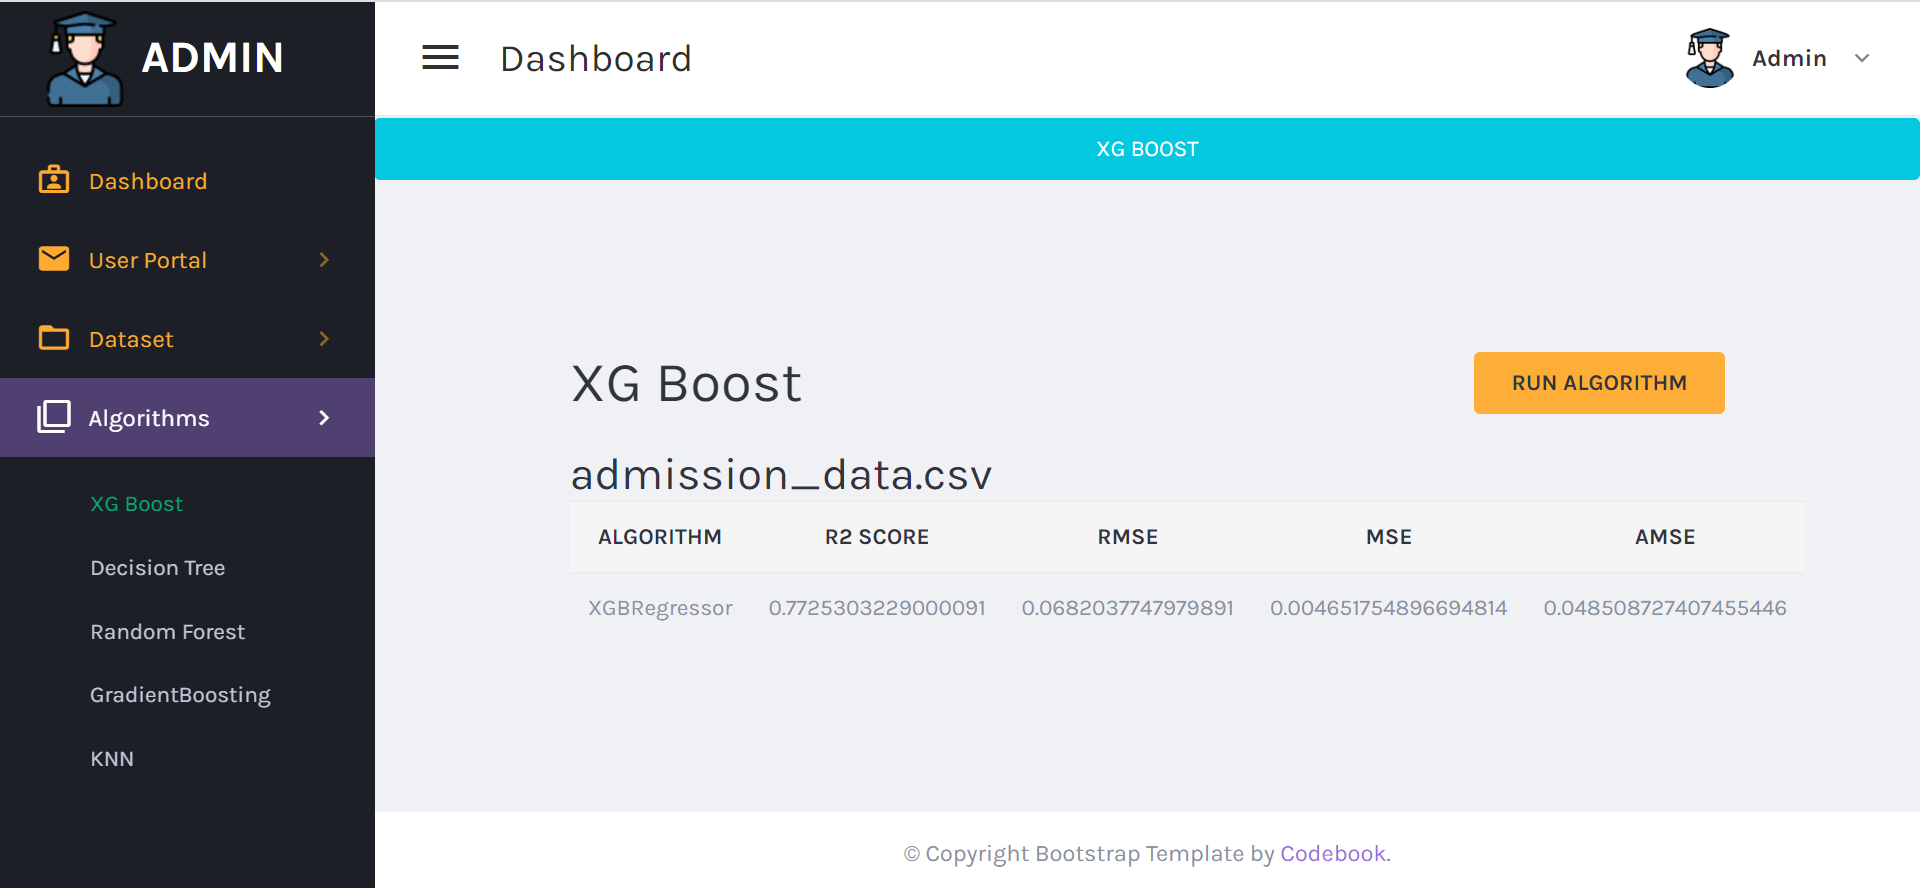 ADMIN
Dashboard
User Portal
Dataset
Algorithms
XG Boost
Decision Tree
Random Forest
GradientBoosting
KNN
Dashboard
Admin
XG BOOST
XG Boost
RUN ALGORITHM
admission_data.csv
ALGORITHM R2 SCORE RMSE MSE AMSE
XGBRegressor 0.7725303229000091 0.0682037747979891 0.004651754896694814 0.048508727407455446
© Copyright Bootstrap Template by Codebook.